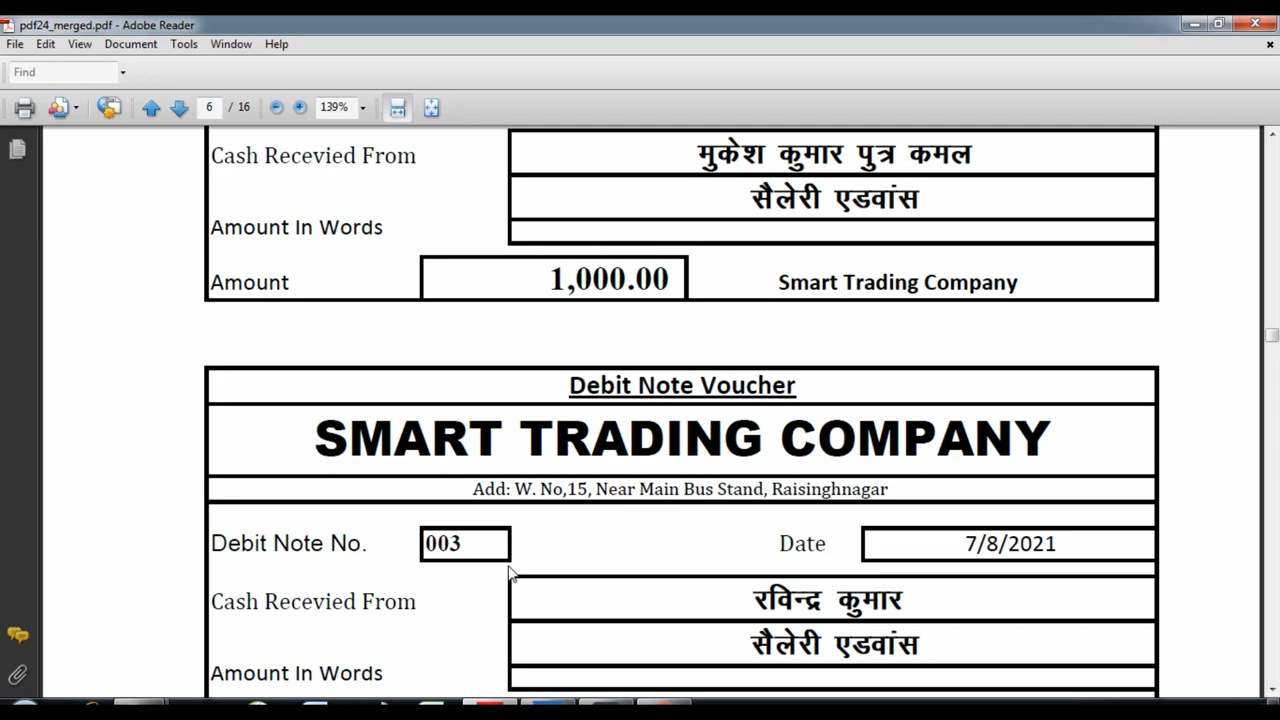 pdf24_merged.pdf - Adobe Reader
File Edit View Document Tools Window Help
Find
6 / 16 139%
Cash Recevied From मुकेश कुमार पुत्र कमल
सैलेरी एडवांस
Amount In Words
Amount 1,000.00 Smart Trading Company
Debit Note Voucher
SMART TRADING COMPANY
Add: W. No,15, Near Main Bus Stand, Raisinghnagar
Debit Note No. 003 Date 7/8/2021
Cash Recevied From रविन्द्र कुमार
सैलेरी एडवांस
Amount In Words